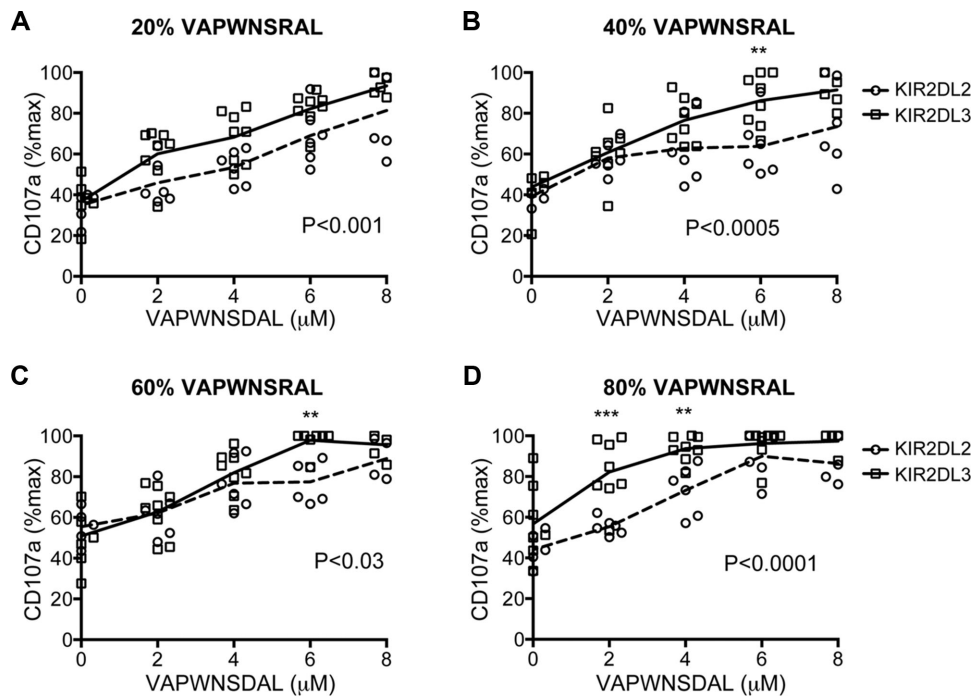 A
20% VAPWNSRAL
CD107a (%max)
100
80
60
40
20
0
P<0.001
0 2 4 6 8
VAPWNSDAL (μM)
B
40% VAPWNSRAL
**
CD107a (%max)
100
80
60
40
20
0
P<0.0005
0 2 4 6 8
VAPWNSDAL (μM)
KIR2DL2
KIR2DL3
C
60% VAPWNSRAL
**
CD107a (%max)
100
80
60
40
20
0
P<0.03
0 2 4 6 8
VAPWNSDAL (μM)
D
80% VAPWNSRAL
*** **
CD107a (%max)
100
80
60
40
20
0
P<0.0001
0 2 4 6 8
VAPWNSDAL (μM)
KIR2DL2
KIR2DL3